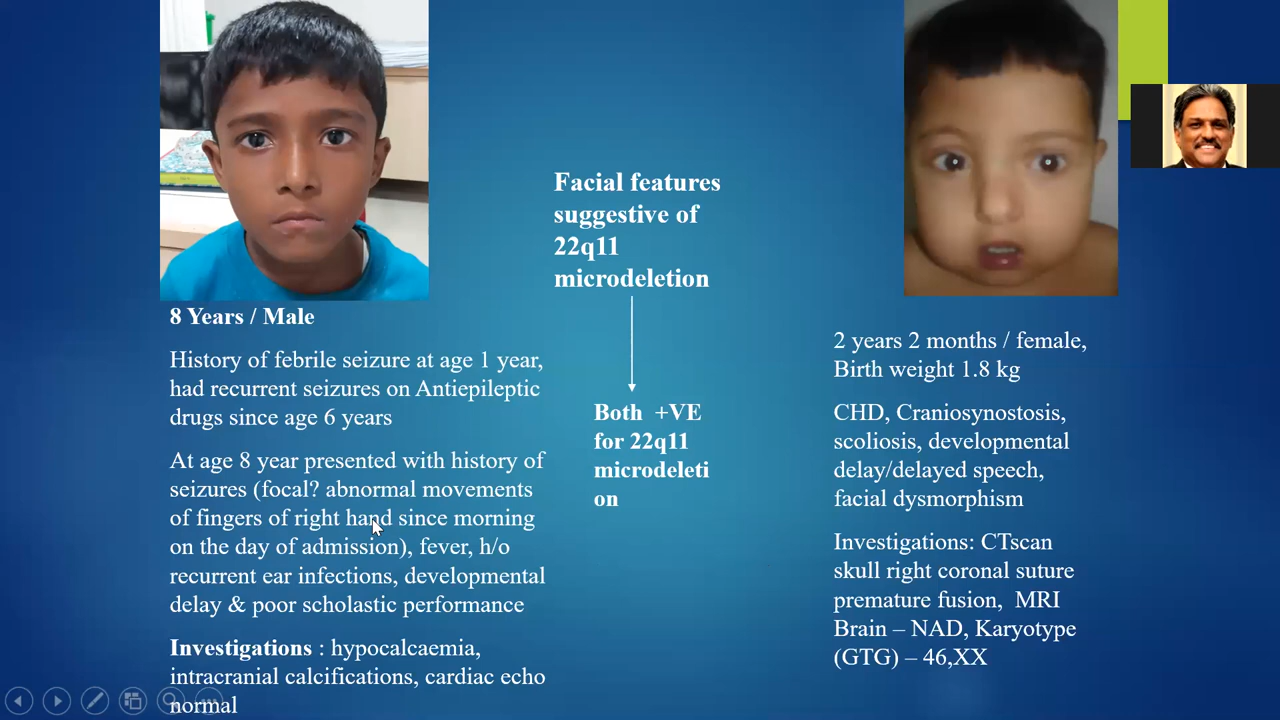 8 Years / Male
History of febrile seizure at age 1 year,
had recurrent seizures on Antiepileptic
drugs since age 6 years
At age 8 year presented with history of
seizures (focal? abnormal movements
of fingers of right hand since morning
on the day of admission), fever, h/o
recurrent ear infections, developmental
delay & poor scholastic performance
Investigations : hypocalcaemia,
intracranial calcifications, cardiac echo
normal
Facial features
suggestive of
22q11
microdeletion
Both +VE
for 22q11
microdeleti
on
2 years 2 months / female,
Birth weight 1.8 kg
CHD, Craniosynostosis,
scoliosis, developmental
delay/delayed speech,
facial dysmorphism
Investigations: CTscan
skull right coronal suture
premature fusion, MRI
Brain – NAD, Karyotype
(GTG) – 46,XX